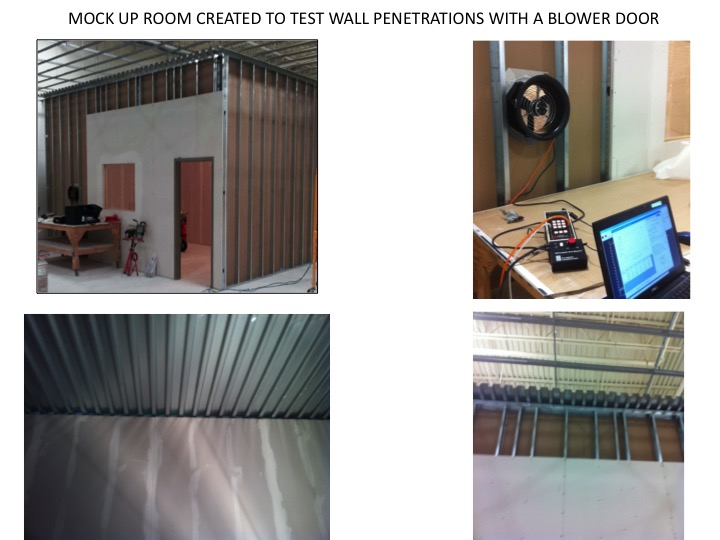 MOCK UP ROOM CREATED TO TEST WALL PENETRATIONS WITH A BLOWER DOOR